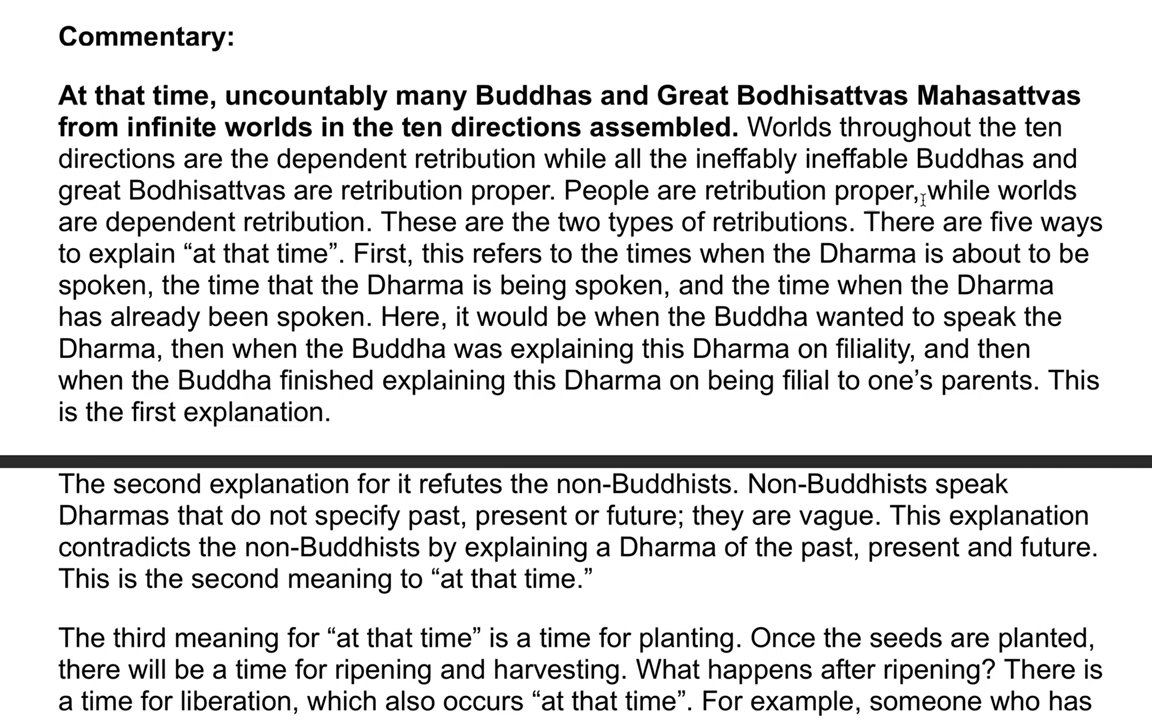 Commentary:
At that time, uncountably many Buddhas and Great Bodhisattvas Mahasattvas
from infinite worlds in the ten directions assembled. Worlds throughout the ten
directions are the dependent retribution while all the ineffably ineffable Buddhas and
great Bodhisattvas are retribution proper. People are retribution proper, while worlds
are dependent retribution. These are the two types of retributions. There are five ways
to explain “at that time”. First, this refers to the times when the Dharma is about to be
spoken, the time that the Dharma is being spoken, and the time when the Dharma
has already been spoken. Here, it would be when the Buddha wanted to speak the
Dharma, then when the Buddha was explaining this Dharma on filiality, and then
when the Buddha finished explaining this Dharma on being filial to one’s parents. This
is the first explanation.
The second explanation for it refutes the non-Buddhists. Non-Buddhists speak
Dharmas that do not specify past, present or future; they are vague. This explanation
contradicts the non-Buddhists by explaining a Dharma of the past, present and future.
This is the second meaning to “at that time.”
The third meaning for “at that time” is a time for planting. Once the seeds are planted,
there will be a time for ripening and harvesting. What happens after ripening? There is
a time for liberation, which also occurs “at that time”. For example, someone who has